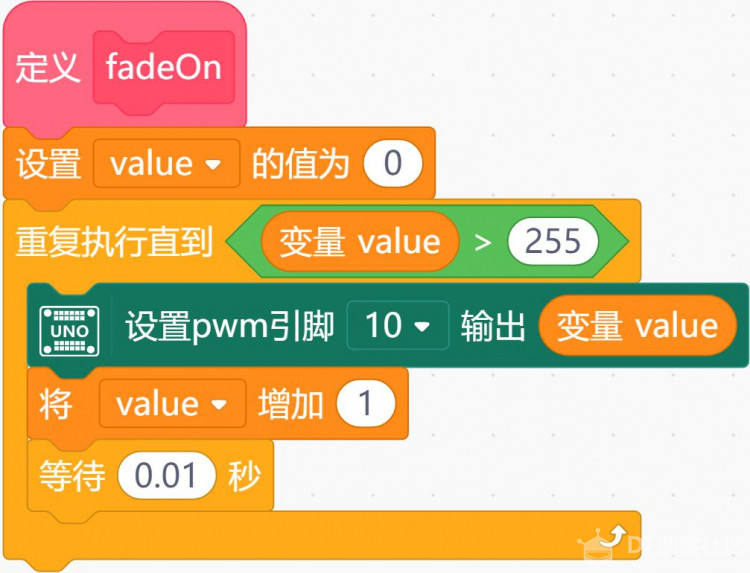 定义 fadeOn
设置 value 的值为 0
重复执行直到 变量 value > 255
UNO 设置pwm引脚 10 输出 变量 value
将 value 增加 1
等待 0.01 秒